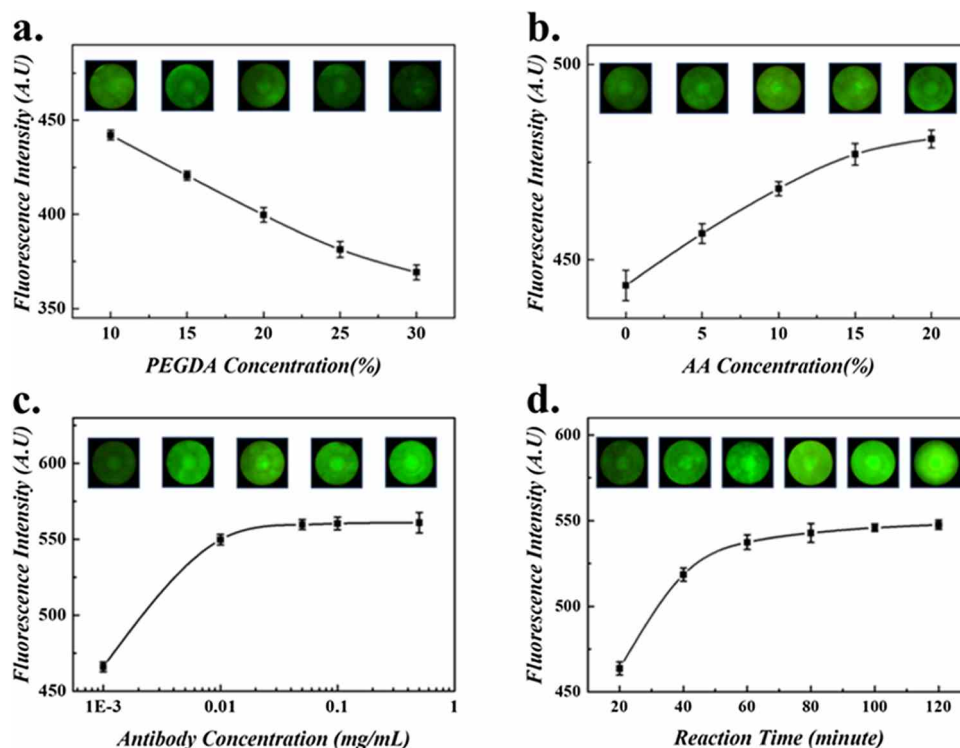 a.
Fluorescence Intensity (A.U)
450
400
350
10 15 20 25 30
PEGDA Concentration(%)
b.
Fluorescence Intensity (A.U)
500
450
0 5 10 15 20
AA Concentration(%)
c.
Fluorescence Intensity (A.U)
600
550
500
450
1E-3 0.01 0.1 1
Antibody Concentration (mg/mL)
d.
Fluorescence Intensity (A.U)
600
550
500
450
20 40 60 80 100 120
Reaction Time (minute)